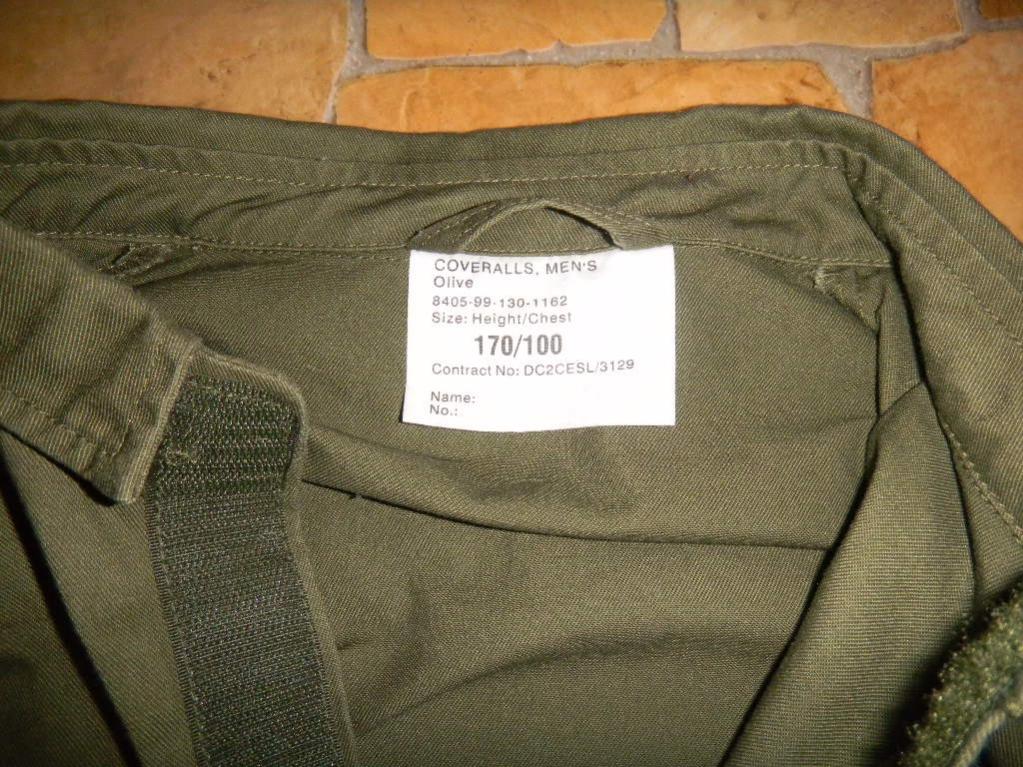 COVERALLS, MEN'S
Olive
8405-99-130-1162
Size: Height/Chest
170/100
Contract No: DC2CESL/3129
Name:
No.: